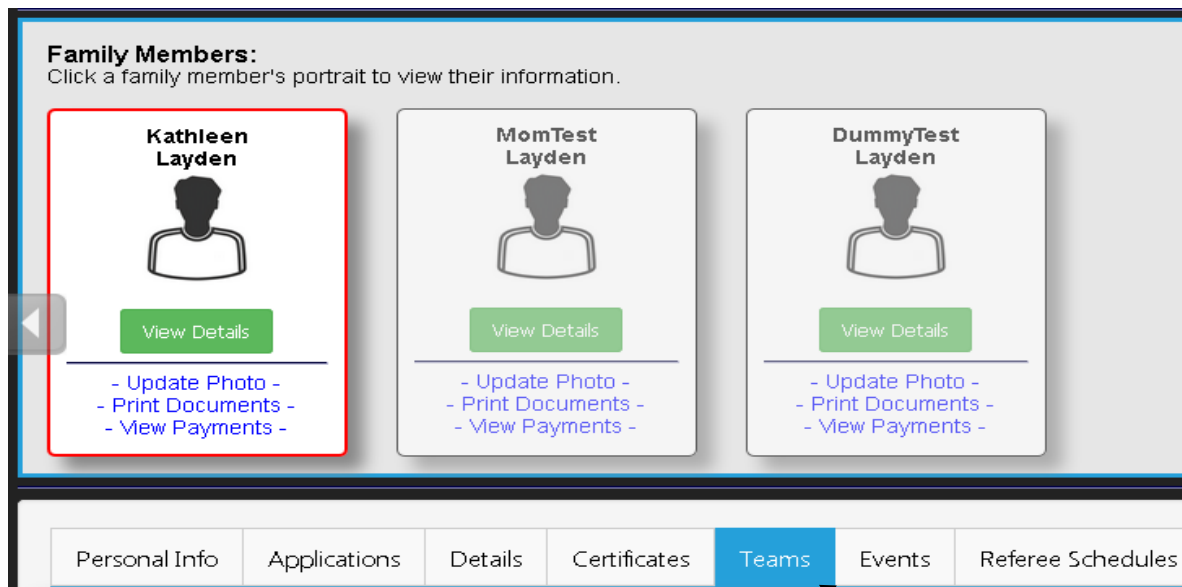 Family Members:
Click a family member's portrait to view their information.
Kathleen
Layden
View Details
- Update Photo -
- Print Documents -
- View Payments -
MomTest
Layden
View Details
- Update Photo -
- Print Documents -
- View Payments -
DummyTest
Layden
View Details
- Update Photo -
- Print Documents -
- View Payments -
Personal Info Applications Details Certificates Teams Events Referee Schedules